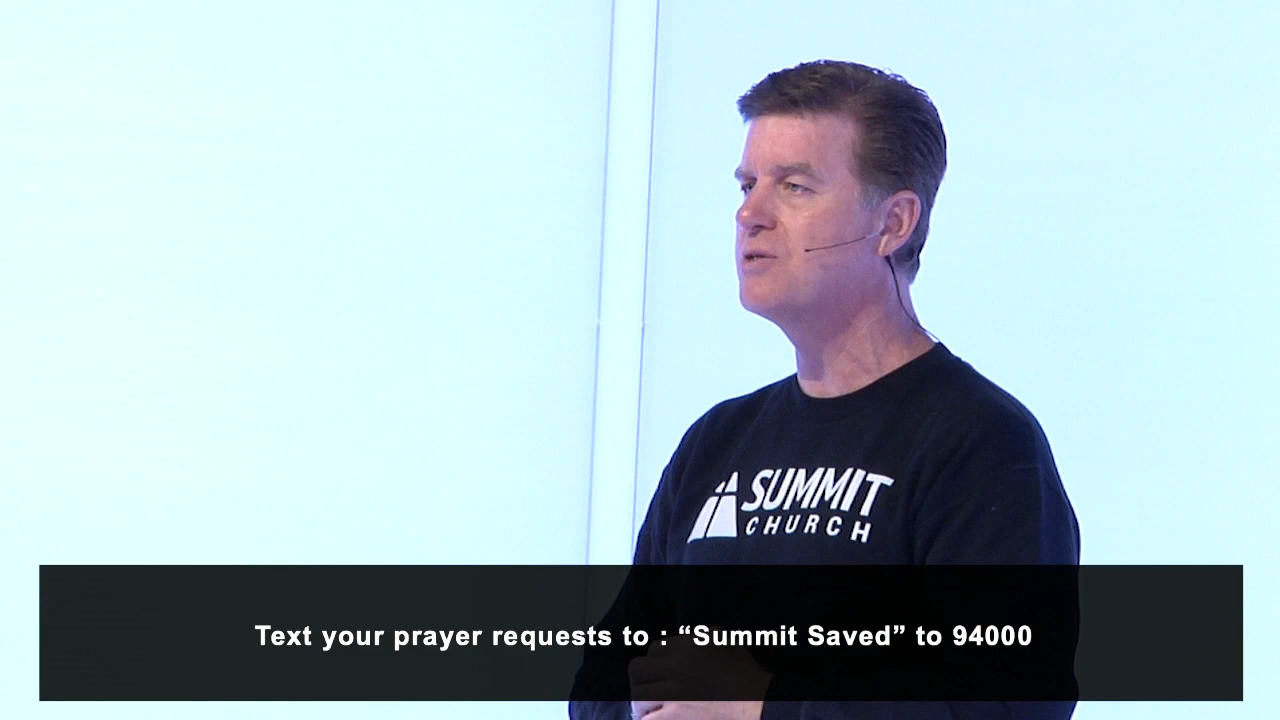 SUMMIT
CHURCH
Text your prayer requests to : “Summit Saved” to 94000